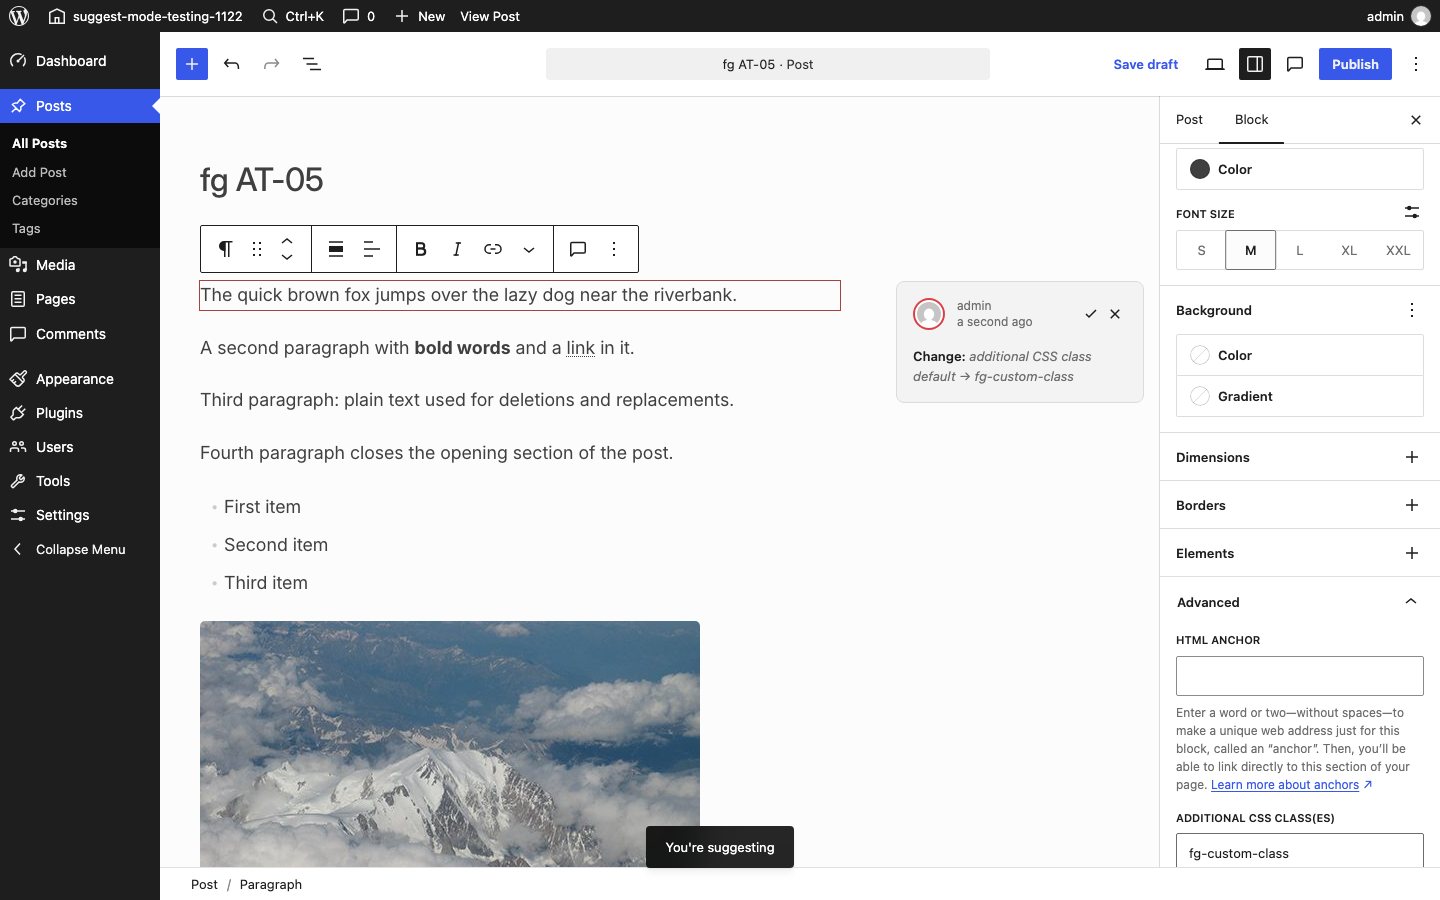 suggest-mode-testing-1122
Ctrl+K
0
New
View Post
admin
Dashboard
Posts
All Posts
Add Post
Categories
Tags
Media
Pages
Comments
Appearance
Plugins
Users
Tools
Settings
Collapse Menu
fg AT-05 · Post
Save draft
Publish
fg AT-05
B I
The quick brown fox jumps over the lazy dog near the riverbank.
A second paragraph with bold words and a link in it.
Third paragraph: plain text used for deletions and replacements.
Fourth paragraph closes the opening section of the post.
• First item
• Second item
• Third item
admin
a second ago
Change: additional CSS class
default → fg-custom-class
You're suggesting
Post / Paragraph
Post Block
Color
FONT SIZE
S M L XL XXL
Background
Color
Gradient
Dimensions
Borders
Elements
Advanced
HTML ANCHOR
Enter a word or two—without spaces—to
make a unique web address just for this
block, called an “anchor”. Then, you’ll be
able to link directly to this section of your
page. Learn more about anchors ↗
ADDITIONAL CSS CLASS(ES)
fg-custom-class